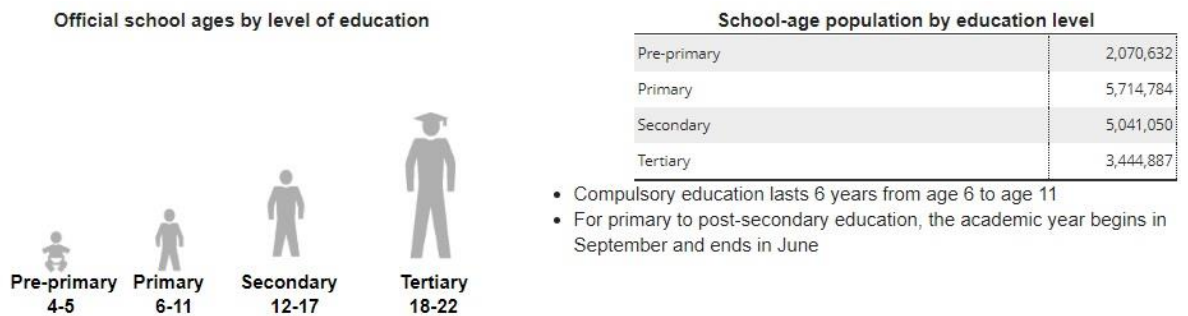 Official school ages by level of education
Pre-primary Primary Secondary Tertiary
4-5 6-11 12-17 18-22
School-age population by education level
Pre-primary 2,070,632
Primary 5,714,784
Secondary 5,041,050
Tertiary 3,444,887
• Compulsory education lasts 6 years from age 6 to age 11
• For primary to post-secondary education, the academic year begins in
September and ends in June